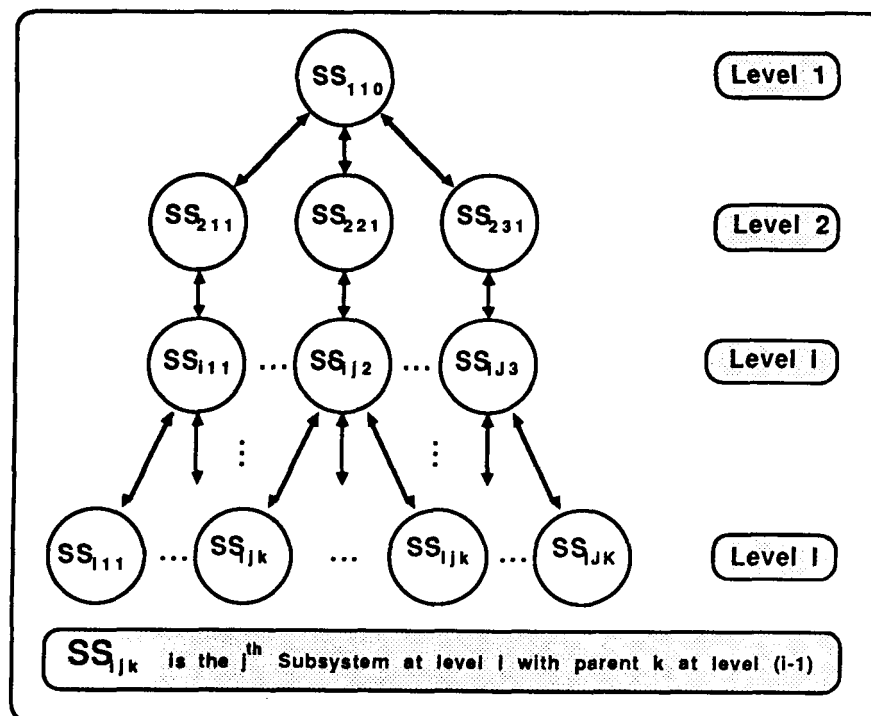 SS110 Level 1
SS211 SS221 SS231 Level 2
SSi11 ... SSij2 ... SSiJ3 Level i
SSI11 ... SSIjk ... SSIjk ... SSIJK Level I
SSijk is the jth Subsystem at level i with parent k at level (i-1)